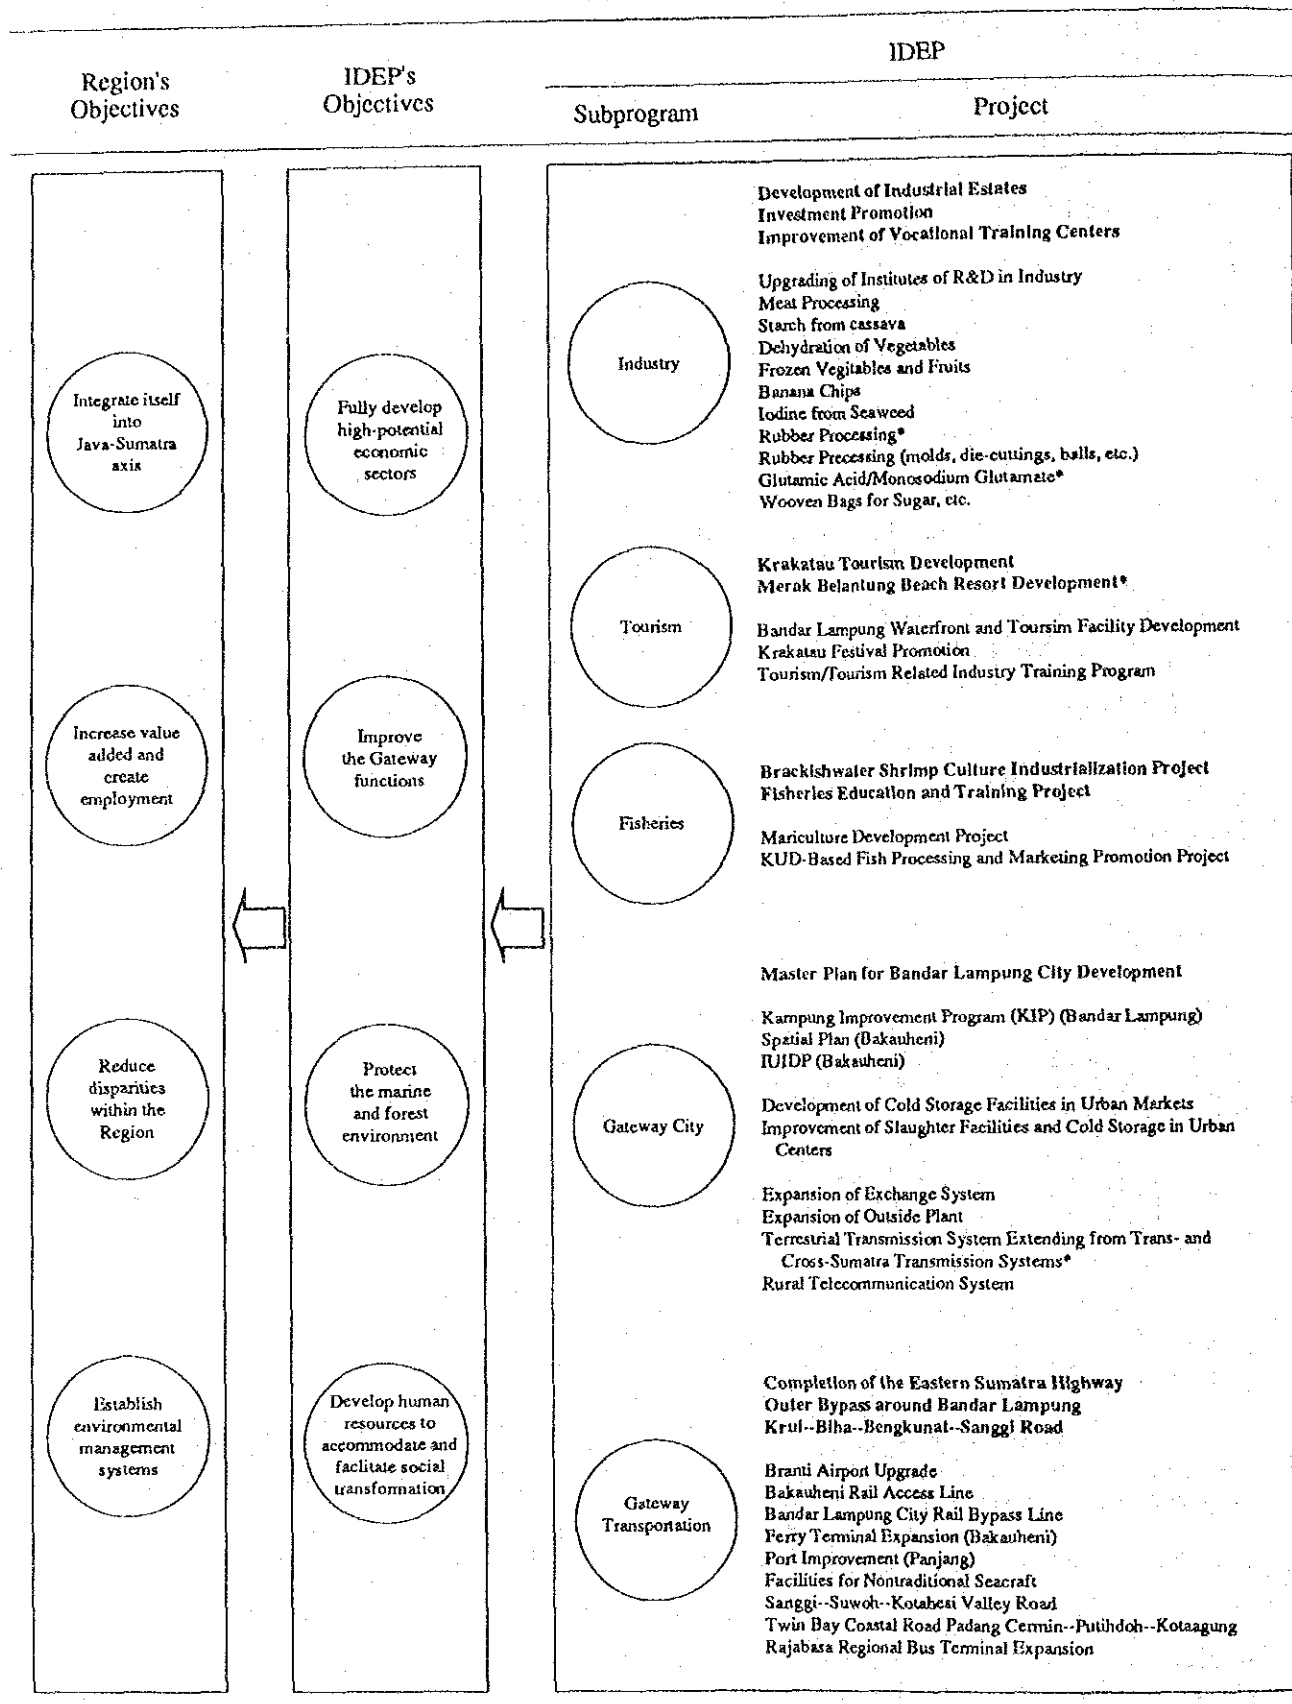 IDEP
Region's
Objectives
IDEP's
Objectives
Subprogram
Project
Integrate itself
into
Java-Sumatra
axis
Increase value
added and
create
employment
Reduce
disparities
within the
Region
Establish
environmental
management
systems
Fully develop
high-potential
economic
sectors
Improve
the Gateway
functions
Protect
the marine
and forest
environment
Develop human
resources to
accommodate and
faclitate social
transformation
Industry
Development of Industrial Estates
Investment Promotion
Improvement of Vocational Training Centers
Upgrading of Institutes of R&D in Industry
Meat Processing
Starch from cassava
Dehydration of Vegetables
Frozen Vegitables and Fruits
Banana Chips
Iodine from Seaweed
Rubber Processing*
Rubber Precessing (molds, die-cuttings, balls, etc.)
Glutamic Acid/Monosodium Glutamate*
Wooven Bags for Sugar, etc.
Tourism
Krakatau Tourism Development
Merak Belantung Beach Resort Development*
Bandar Lampung Waterfront and Toursim Facility Development
Krakatau Festival Promotion
Tourism/Tourism Related Industry Training Program
Fisheries
Brackishwater Shrimp Culture Industrialization Project
Fisheries Education and Training Project
Mariculture Development Project
KUD-Based Fish Processing and Marketing Promotion Project
Gateway City
Master Plan for Bandar Lampung City Development
Kampung Improvement Program (KIP) (Bandar Lampung)
Spatial Plan (Bakauheni)
IUIDP (Bakauheni)
Development of Cold Storage Facilities in Urban Markets
Improvement of Slaughter Facilities and Cold Storage in Urban
Centers
Expansion of Exchange System
Expansion of Outside Plant
Terrestrial Transmission System Extending from Trans- and
Cross-Sumatra Transmission Systems*
Rural Telecommunication System
Gateway
Transportation
Completion of the Eastern Sumatra Highway
Outer Bypass around Bandar Lampung
Krui--Biha--Bengkunat--Sanggi Road
Branti Airport Upgrade
Bakauheni Rail Access Line
Bandar Lampung City Rail Bypass Line
Ferry Terminal Expansion (Bakauheni)
Port Improvement (Panjang)
Facilities for Nontraditional Seacraft
Sanggi--Suwoh--Kotabesi Valley Road
Twin Bay Coastal Road Padang Cermin--Putihdoh--Kotaagung
Rajabasa Regional Bus Terminal Expansion